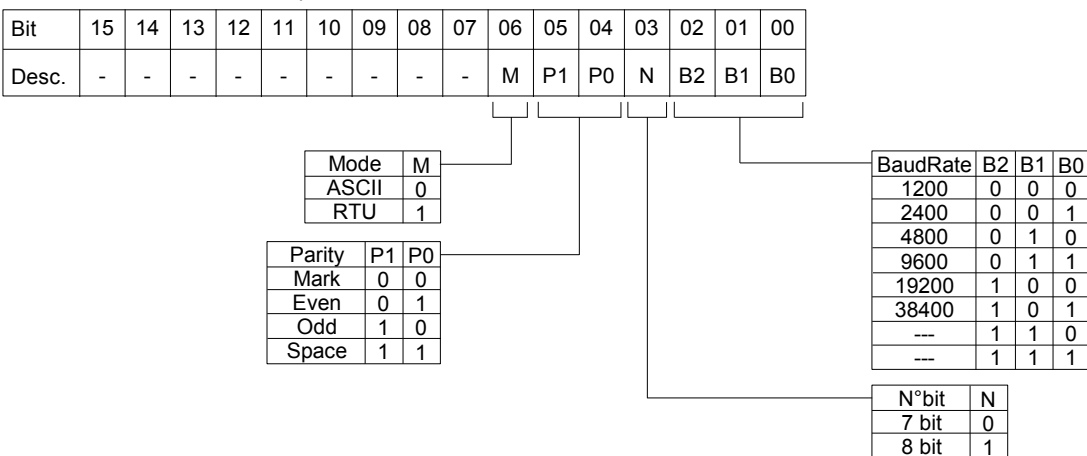 Bit 15 14 13 12 11 10 09 08 07 06 05 04 03 02 01 00
Desc. - - - - - - - - - M P1 P0 N B2 B1 B0
Mode M
ASCII 0
RTU 1
Parity P1 P0
Mark 0 0
Even 0 1
Odd 1 0
Space 1 1
BaudRate B2 B1 B0
1200 0 0 0
2400 0 0 1
4800 0 1 0
9600 0 1 1
19200 1 0 0
38400 1 0 1
--- 1 1 0
--- 1 1 1
N°bit N
7 bit 0
8 bit 1